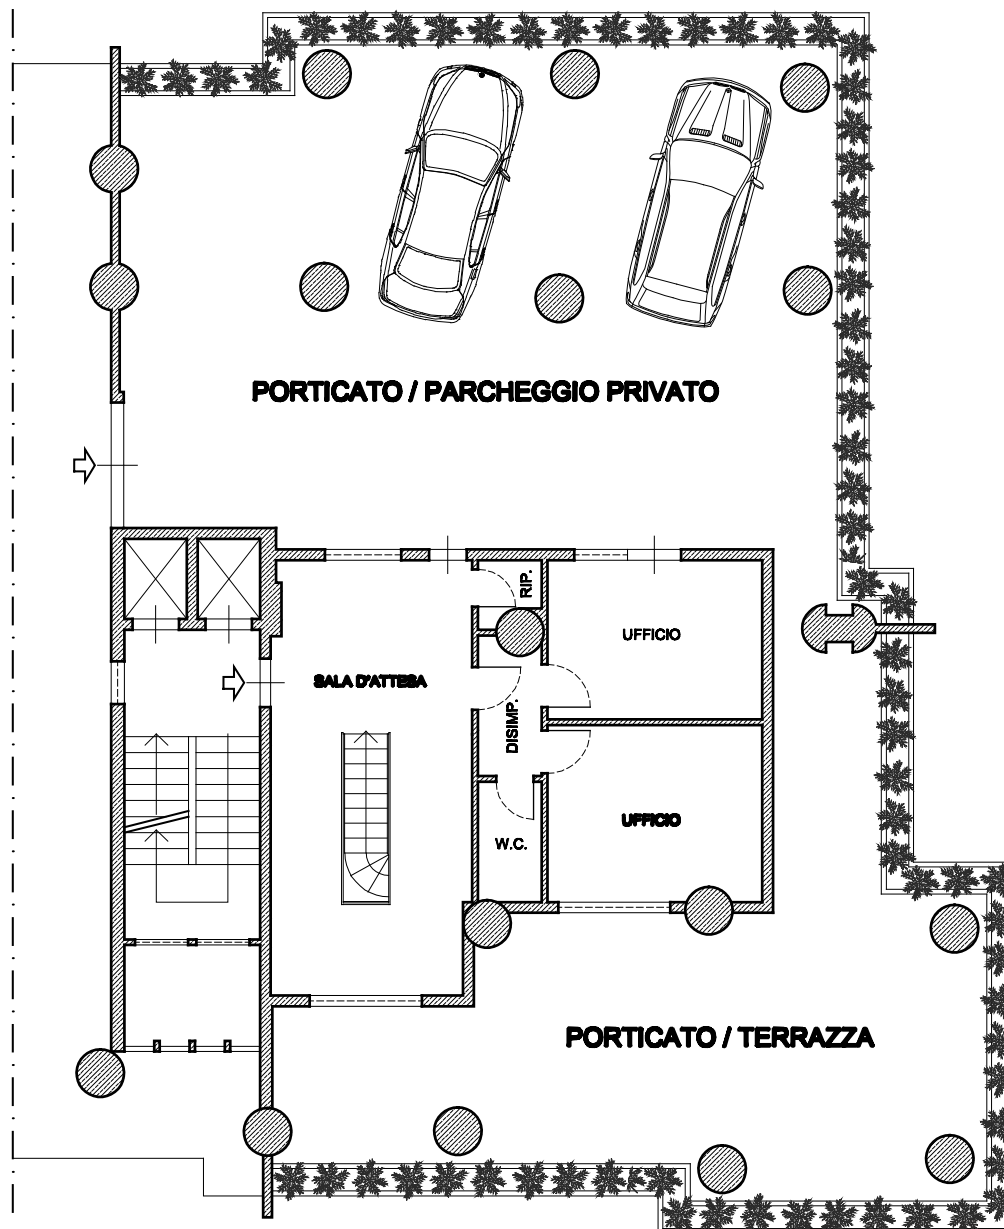 PORTICATO / PARCHEGGIO PRIVATO
RIP.
UFFICIO
SALA D'ATTESA
DISIMP.
UFFICIO
W.C.
PORTICATO / TERRAZZA